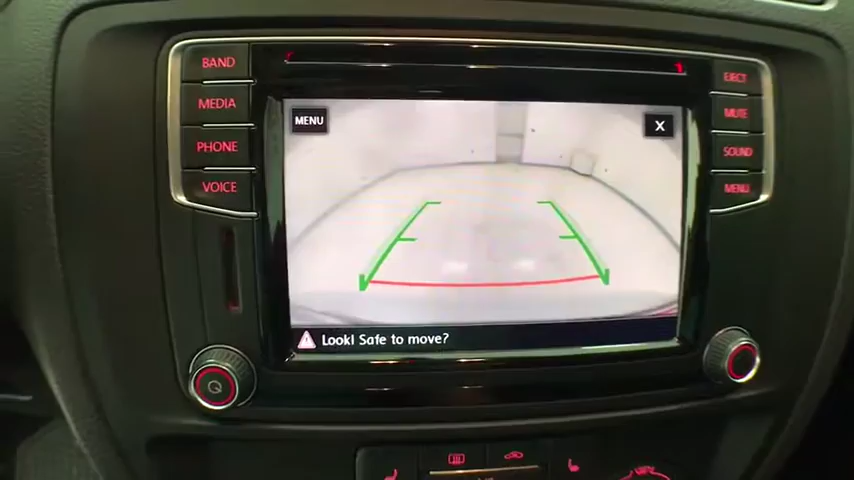 BAND
MEDIA
PHONE
VOICE
MENU
X
Look! Safe to move?
EJECT
MUTE
SOUND
MENU